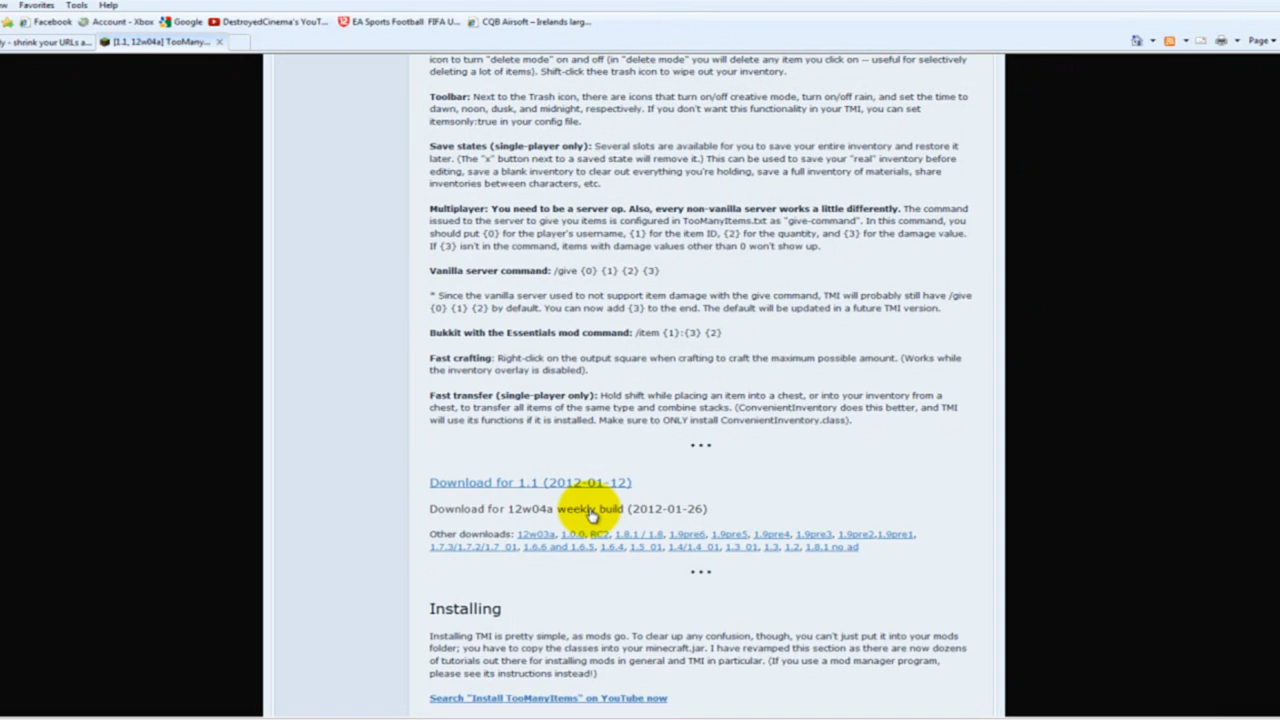 Favorites Tools Help
Facebook Account - Xbox Google DestroyedCinema's YouT... EA Sports Football FIFA U... CQB Airsoft – Irelands larg...
- shrink your URLs a... [1.1, 12w04a] TooMany... Page
icon to turn "delete mode" on and off (in "delete mode" you will delete any item you click on -- useful for selectively
deleting a lot of items). Shift-click thee trash icon to wipe out your inventory.
Toolbar: Next to the Trash icon, there are icons that turn on/off creative mode, turn on/off rain, and set the time to
dawn, noon, dusk, and midnight, respectively. If you don't want this functionality in your TMI, you can set
itemsonly:true in your config file.
Save states (single-player only): Several slots are available for you to save your entire inventory and restore it
later. (The "x" button next to a saved state will remove it.) This can be used to save your "real" inventory before
editing, save a blank inventory to clear out everything you're holding, save a full inventory of materials, share
inventories between characters, etc.
Multiplayer: You need to be a server op. Also, every non-vanilla server works a little differently. The command
issued to the server to give you items is configured in TooManyItems.txt as "give-command". In this command, you
should put {0} for the player's username, {1} for the item ID, {2} for the quantity, and {3} for the damage value.
If {3} isn't in the command, items with damage values other than 0 won't show up.
Vanilla server command: /give {0} {1} {2} {3}
* Since the vanilla server used to not support item damage with the give command, TMI will probably still have /give
{0} {1} {2} by default. You can now add {3} to the end. The default will be updated in a future TMI version.
Bukkit with the Essentials mod command: /item {1}:{3} {2}
Fast crafting: Right-click on the output square when crafting to craft the maximum possible amount. (Works while
the inventory overlay is disabled).
Fast transfer (single-player only): Hold shift while placing an item into a chest, or into your inventory from a
chest, to transfer all items of the same type and combine stacks. (ConvenientInventory does this better, and TMI
will use its functions if it is installed. Make sure to ONLY install ConvenientInventory.class).
• • •
Download for 1.1 (2012-01-12)
Download for 12w04a weekly build (2012-01-26)
Other downloads: 12w03a, 1.0.0, RC2, 1.8.1 / 1.8, 1.9pre6, 1.9pre5, 1.9pre4, 1.9pre3, 1.9pre2,1.9pre1,
1.7.3/1.7.2/1.7_01, 1.6.6 and 1.6.5, 1.6.4, 1.5_01, 1.4/1.4_01, 1.3_01, 1.3, 1.2, 1.8.1 no ad
• • •
Installing
Installing TMI is pretty simple, as mods go. To clear up any confusion, though, you can't just put it into your mods
folder; you have to copy the classes into your minecraft.jar. I have revamped this section as there are now dozens
of tutorials out there for installing mods in general and TMI in particular. (If you use a mod manager program,
please see its instructions instead!)
Search "Install TooManyItems" on YouTube now